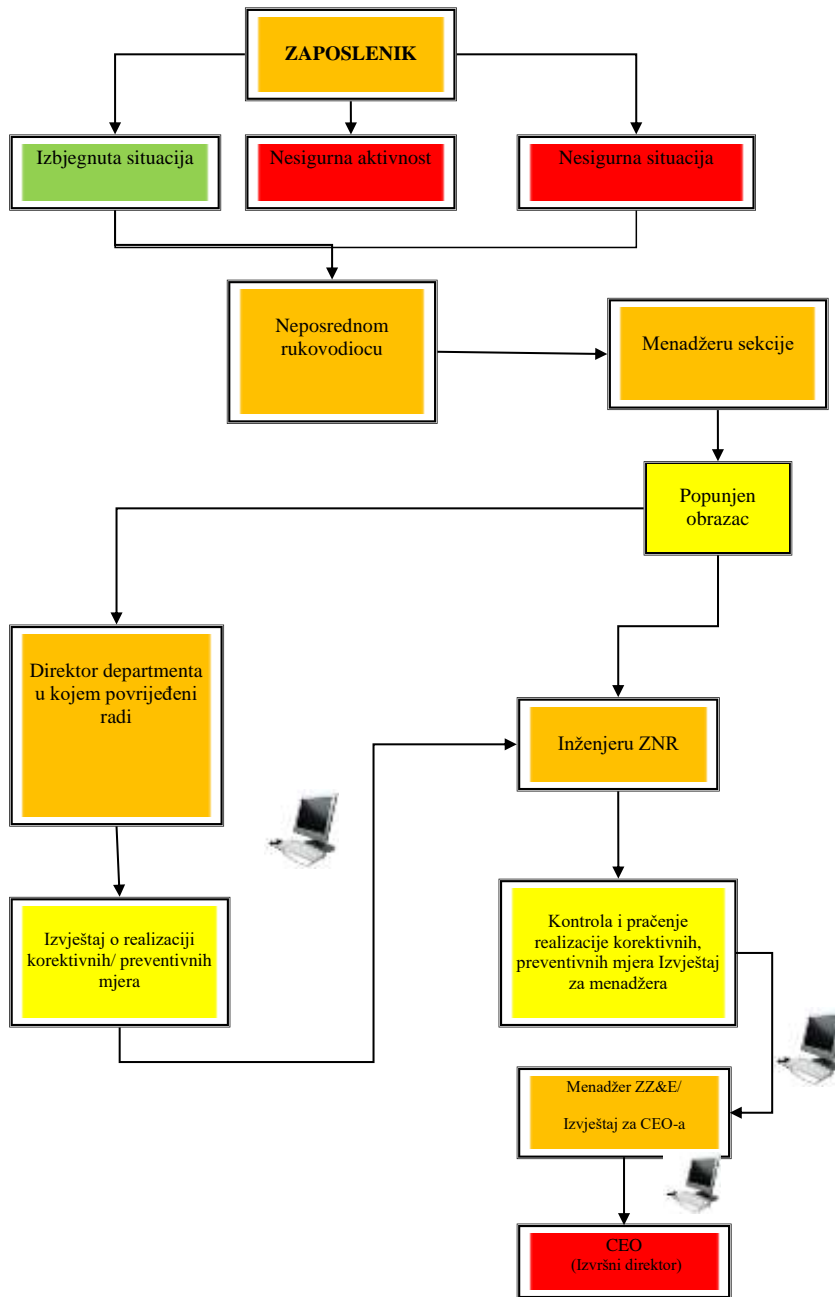 ZAPOSLENIK
Izbjegnuta situacija
Nesigurna aktivnost
Nesigurna situacija
Neposrednom
rukovodiocu
Menadžeru sekcije
Popunjen
obrazac
Direktor departmenta
u kojem povrijeđeni
radi
Inženjeru ZNR
Izvještaj o realizaciji
korektivnih/ preventivnih
mjera
Kontrola i pračenje
realizacije korektivnih,
preventivnih mjera Izvještaj
za menadžera
Menadžer ZZ&E/
Izvještaj za CEO-a
CEO
(Izvršni direktor)